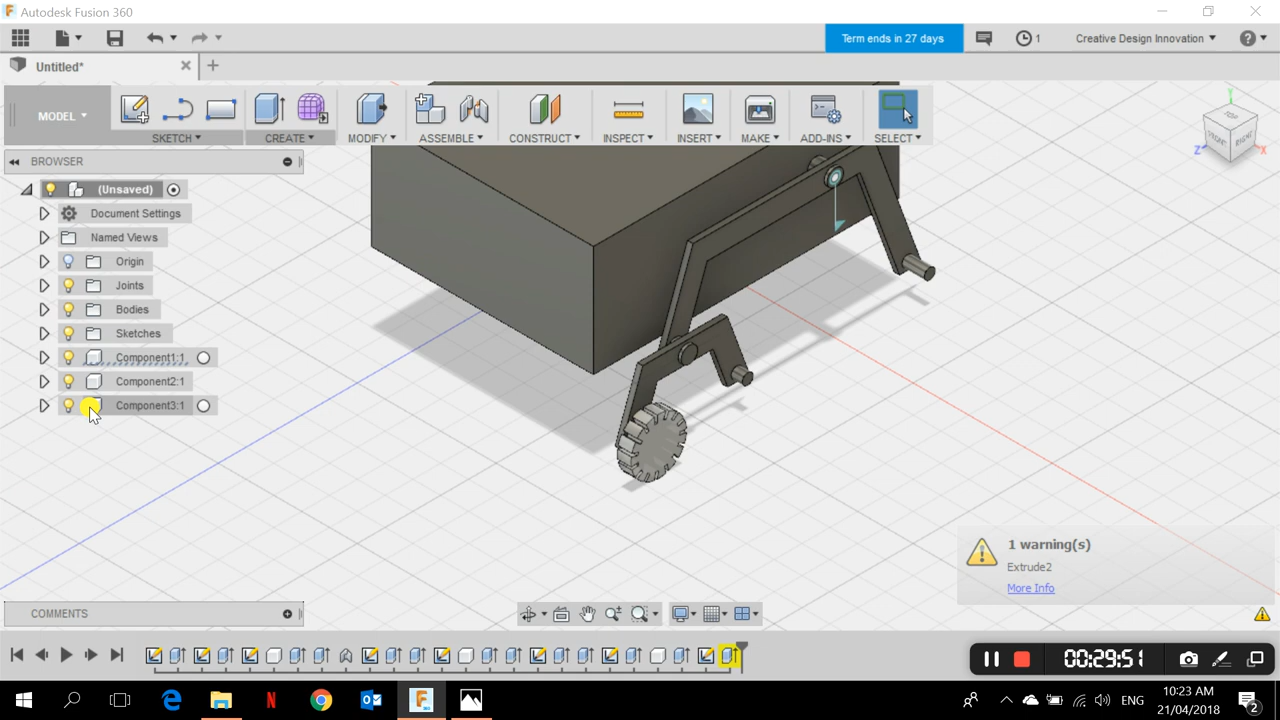 Autodesk Fusion 360
Term ends in 27 days
1
Creative Design Innovation
Untitled*
MODEL
SKETCH
CREATE
MODIFY
ASSEMBLE
CONSTRUCT
INSPECT
INSERT
MAKE
ADD-INS
SELECT
BROWSER
(Unsaved)
Document Settings
Named Views
Origin
Joints
Bodies
Sketches
Component1:1
Component2:1
Component3:1
Y
FRONT
RIGHT
Z
X
1 warning(s)
Extrude2
More Info
COMMENTS
00:29:51
ENG
10:23 AM
21/04/2018
2